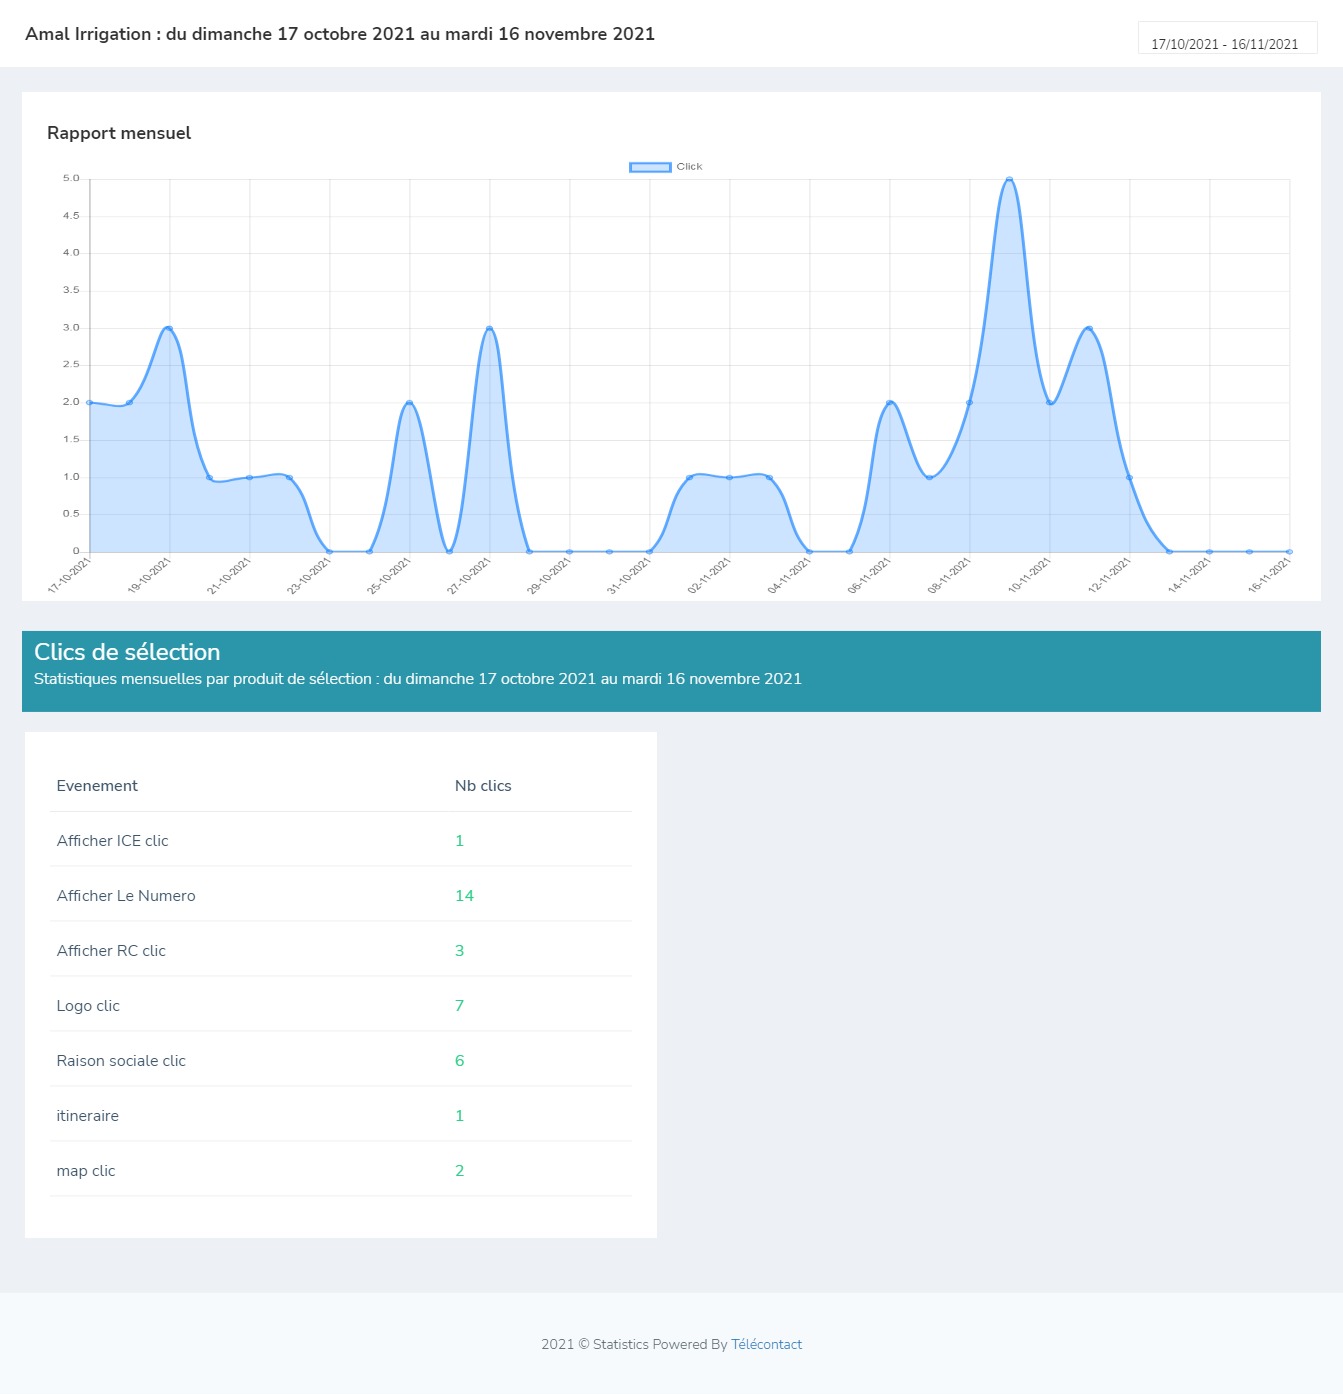 Amal Irrigation : du dimanche 17 octobre 2021 au mardi 16 novembre 2021
17/10/2021 - 16/11/2021
Rapport mensuel
Click
5.0
4.5
4.0
3.5
3.0
2.5
2.0
1.5
1.0
0.5
0
17-10-2021 19-10-2021 21-10-2021 23-10-2021 25-10-2021 27-10-2021 29-10-2021 31-10-2021 02-11-2021 04-11-2021 06-11-2021 08-11-2021 10-11-2021 12-11-2021 14-11-2021 16-11-2021
Clics de sélection
Statistiques mensuelles par produit de sélection : du dimanche 17 octobre 2021 au mardi 16 novembre 2021
Evenement Nb clics
Afficher ICE clic 1
Afficher Le Numero 14
Afficher RC clic 3
Logo clic 7
Raison sociale clic 6
itineraire 1
map clic 2
2021 © Statistics Powered By Télécontact